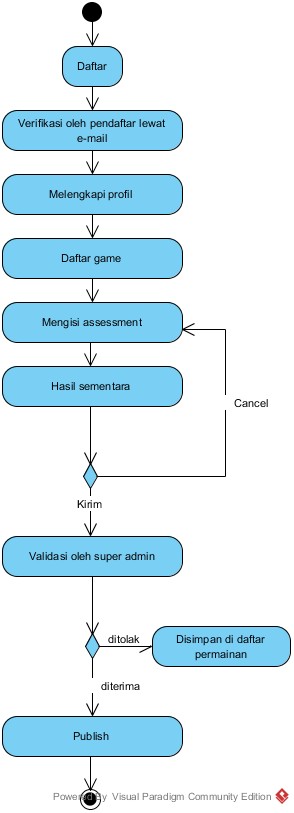 Daftar
Verifikasi oleh pendaftar lewat
e-mail
Melengkapi profil
Daftar game
Mengisi assessment
Hasil sementara
Cancel
Kirim
Validasi oleh super admin
ditolak
Disimpan di daftar
permainan
diterima
Publish
Powered By Visual Paradigm Community Edition